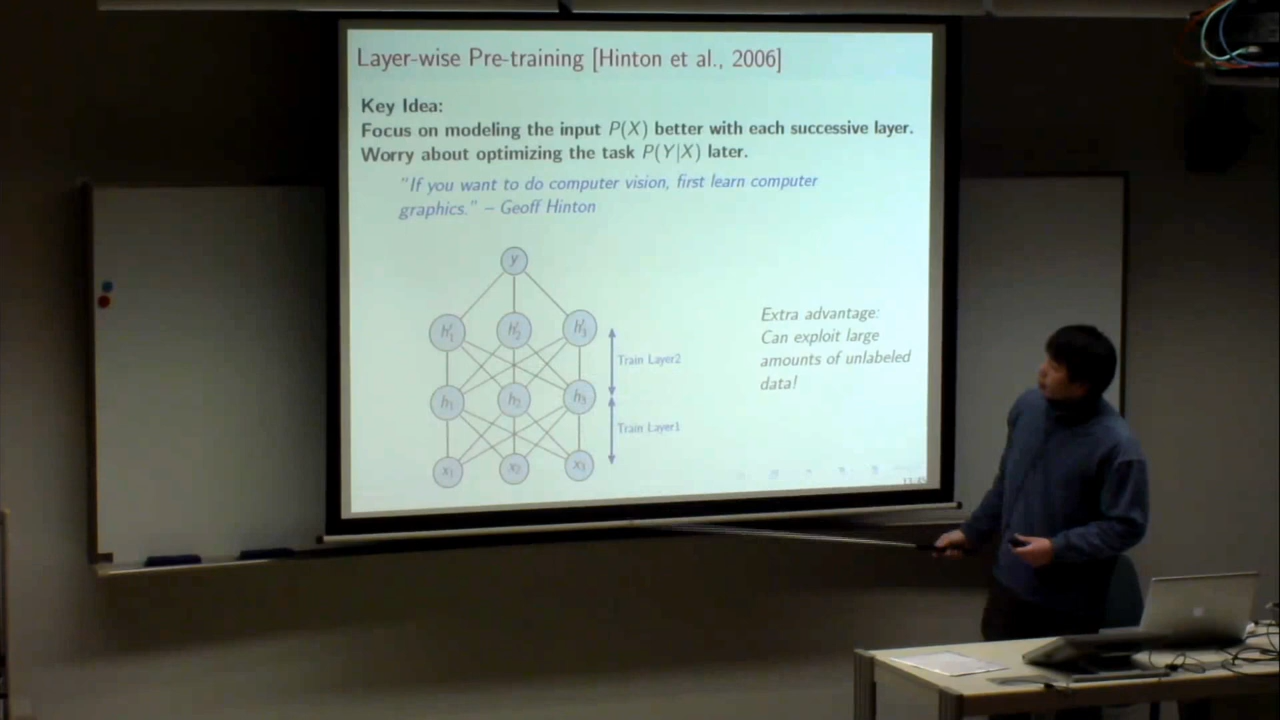 Layer-wise Pre-training [Hinton et al., 2006]
Key Idea:
Focus on modeling the input P(X) better with each successive layer.
Worry about optimizing the task P(Y|X) later.
"If you want to do computer vision, first learn computer
graphics." – Geoff Hinton
y
h'1 h'2 h'3
Train Layer2
h1 h2 h3
Train Layer1
x1 x2 x3
Extra advantage:
Can exploit large
amounts of unlabeled
data!